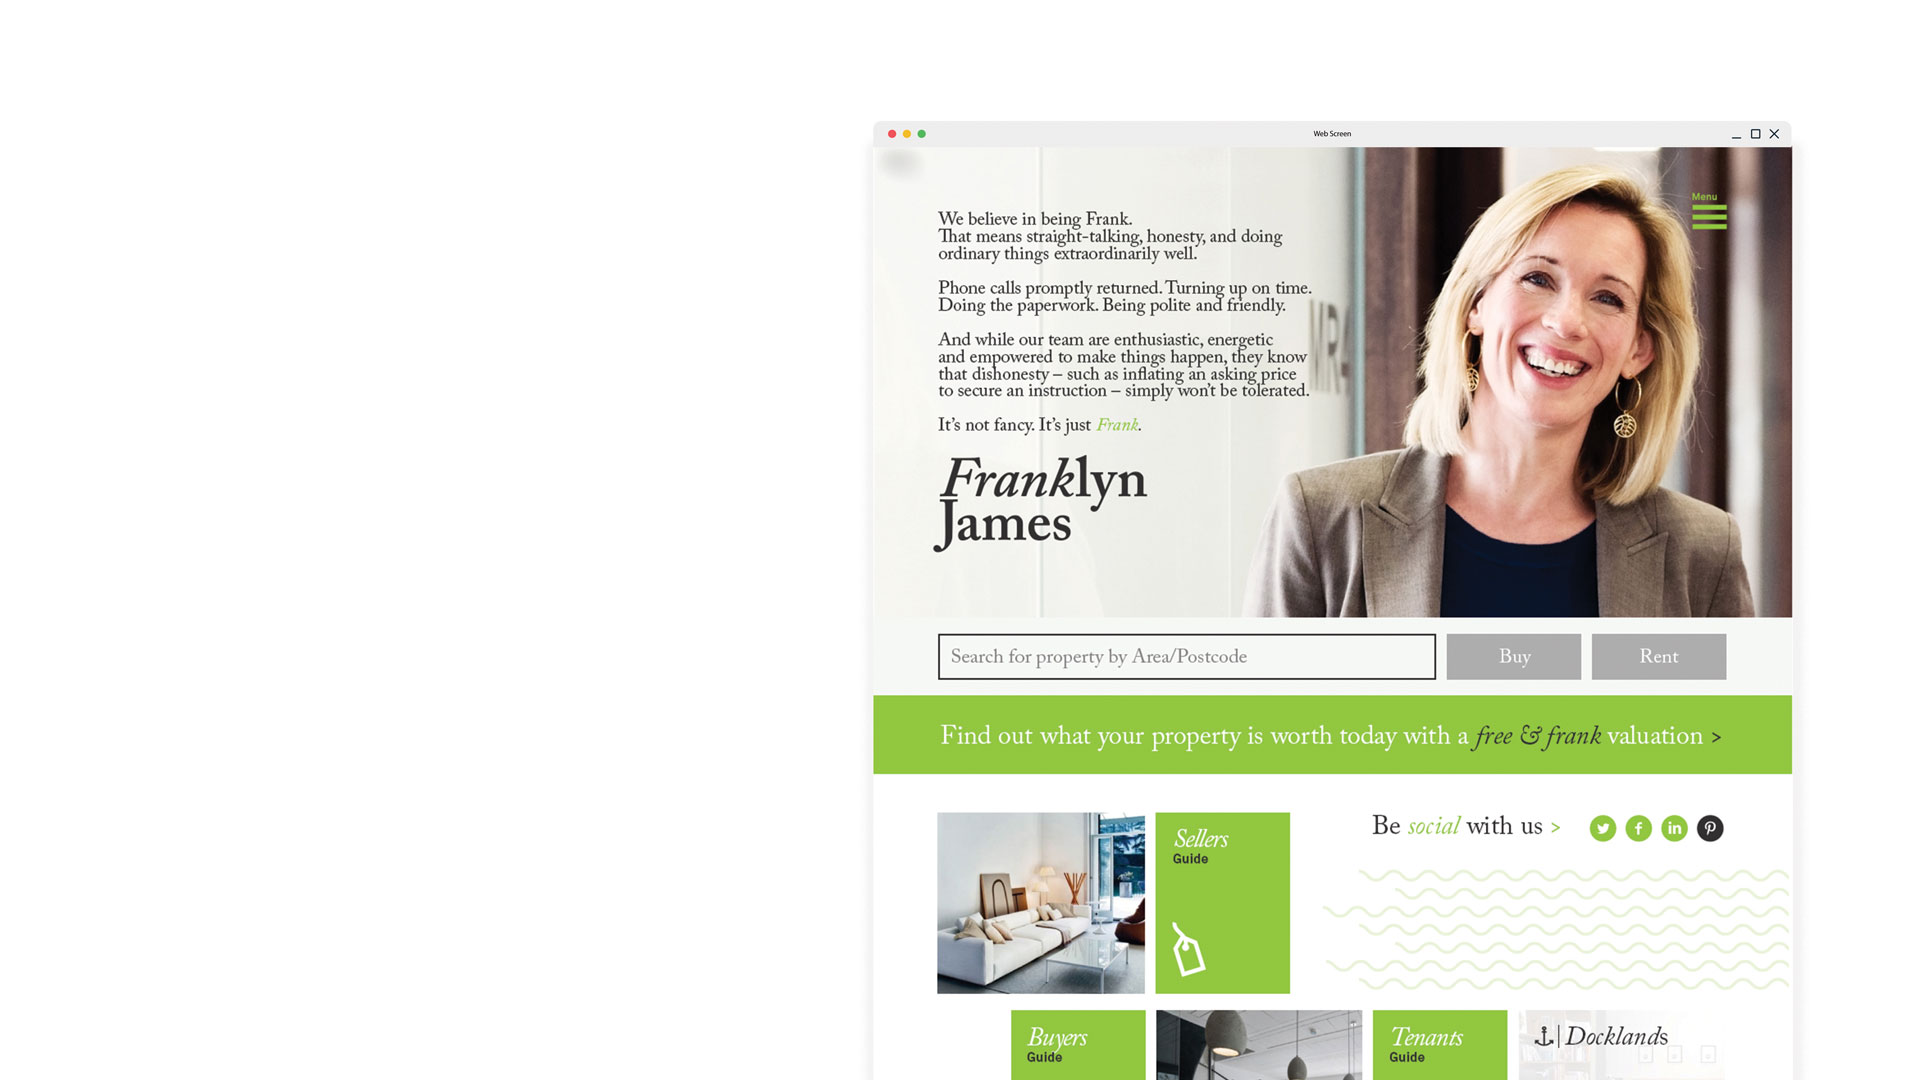 Web Screen
Menu
We believe in being Frank.
That means straight-talking, honesty, and doing
ordinary things extraordinarily well.
Phone calls promptly returned. Turning up on time.
Doing the paperwork. Being polite and friendly.
And while our team are enthusiastic, energetic
and empowered to make things happen, they know
that dishonesty – such as inflating an asking price
to secure an instruction – simply won't be tolerated.
It's not fancy. It's just Frank.
Franklyn
James
Search for property by Area/Postcode
Buy
Rent
Find out what your property is worth today with a free & frank valuation >
Sellers
Guide
Be social with us >
Buyers
Guide
Tenants
Guide
Docklands